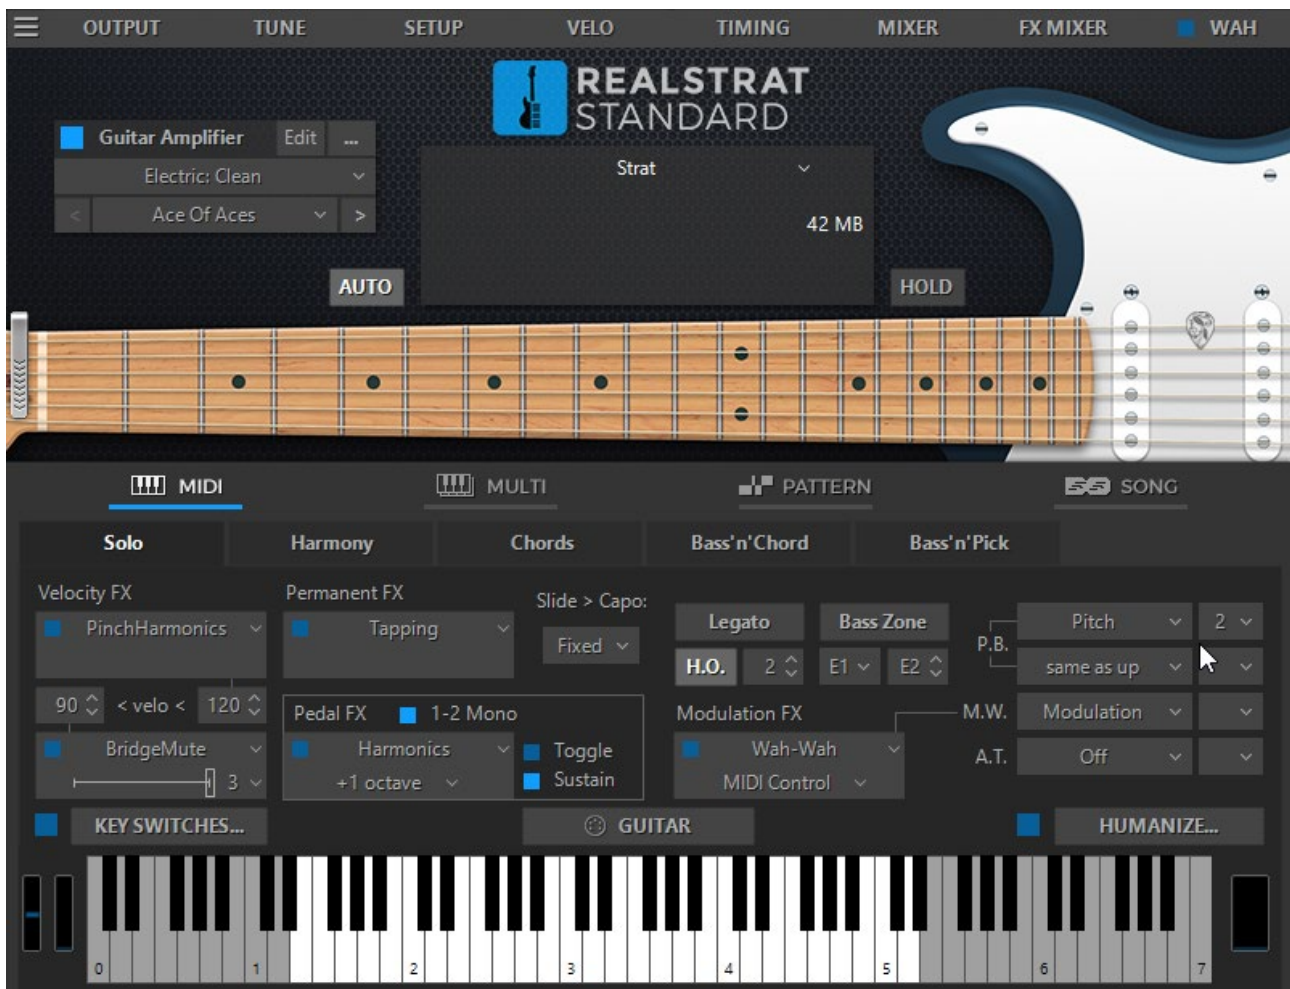 OUTPUT TUNE SETUP VELO TIMING MIXER FX MIXER WAH
REALSTRAT
STANDARD
Guitar Amplifier Edit ...
Electric: Clean
< Ace Of Aces >
Strat
42 MB
AUTO HOLD
MIDI MULTI PATTERN SONG
Solo Harmony Chords Bass'n'Chord Bass'n'Pick
Velocity FX Permanent FX Slide > Capo:
PinchHarmonics Tapping Fixed Legato Bass Zone P.B. Pitch 2
H.O. 2 E1 E2 same as up
90 < velo < 120 Pedal FX 1-2 Mono Modulation FX M.W. Modulation
BridgeMute Harmonics Toggle Wah-Wah A.T. Off
3 +1 octave Sustain MIDI Control
KEY SWITCHES... GUITAR HUMANIZE...
0 1 2 3 4 5 6 7